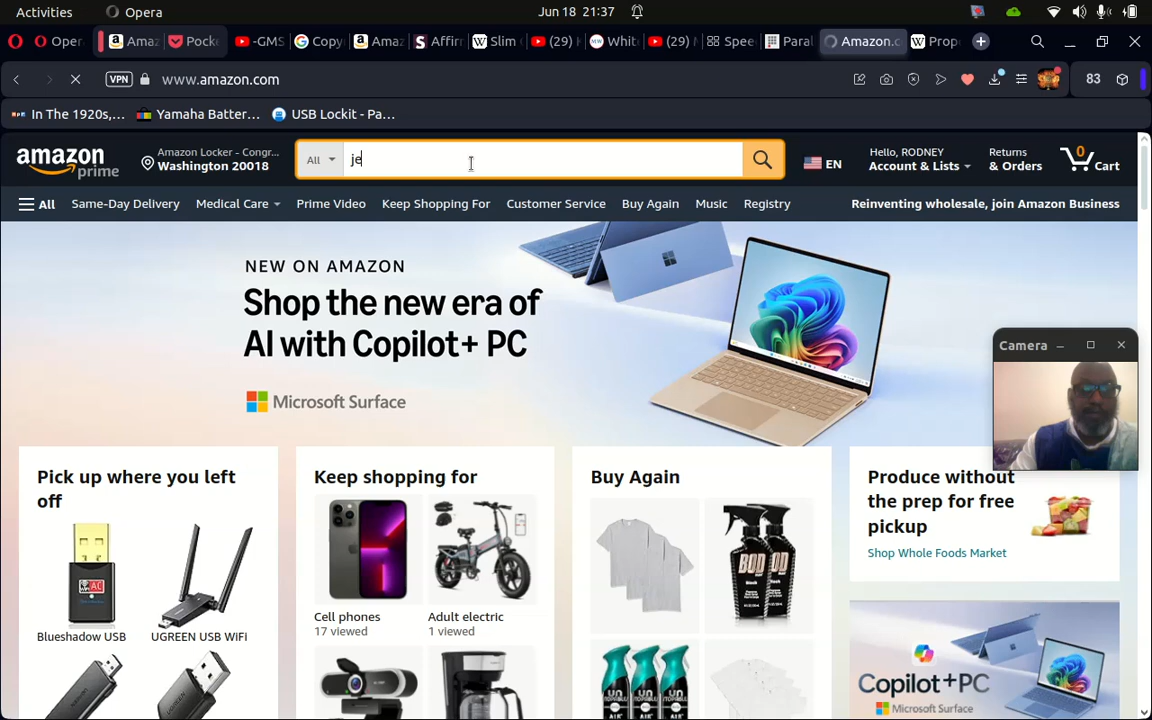 Activities
Opera
Jun 18 21:37
Oper
Amaz
Pocke
-GMS
Copy
Amaz
Affir
Slim
(29)
Whit
(29)
Spee
Paral
Amazon.c
Prop
VPN
www.amazon.com
83
In The 1920s,...
Yamaha Batter...
USB Lockit - Pa...
amazon
prime
Amazon Locker - Congr...
Washington 20018
All
je
EN
Hello, RODNEY
Account & Lists
Returns
& Orders
0
Cart
All
Same-Day Delivery
Medical Care
Prime Video
Keep Shopping For
Customer Service
Buy Again
Music
Registry
Reinventing wholesale, join Amazon Business
NEW ON AMAZON
Shop the new era of
AI with Copilot+ PC
Microsoft Surface
Camera
Pick up where you left
off
Blueshadow USB
UGREEN USB WIFI
Keep shopping for
Cell phones
17 viewed
Adult electric
1 viewed
Buy Again
BOD
Produce without
the prep for free
pickup
Shop Whole Foods Market
Copilot+PC
Microsoft Surface